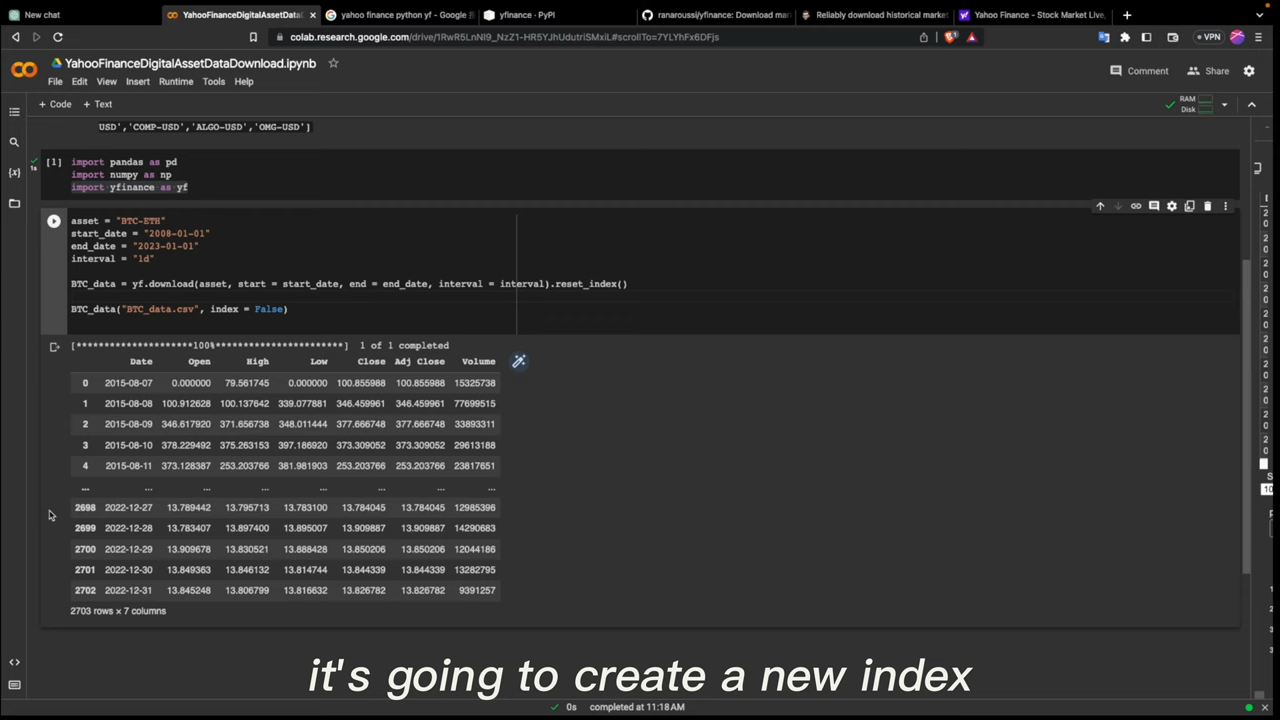 New chat
YahooFinanceDigitalAssetData
yahoo finance python yf - Google
yfinance · PyPI
ranaroussi/yfinance: Download mar
Reliably download historical market
Yahoo Finance - Stock Market Live,
colab.research.google.com/drive/1RwR5LnNl9_NzZ1-HR5YJhUdutriSMxiL#scrollTo=7YLYhFx6DFjs
VPN
YahooFinanceDigitalAssetDataDownload.ipynb
File Edit View Insert Runtime Tools Help
Comment
Share
+ Code + Text
RAM
Disk
USD','COMP-USD','ALGO-USD','OMG-USD']
[1] import pandas as pd
1s import numpy as np
import yfinance as yf
asset = "BTC-ETH"
start_date = "2008-01-01"
end_date = "2023-01-01"
interval = "1d"
BTC_data = yf.download(asset, start = start_date, end = end_date, interval = interval).reset_index()
BTC_data("BTC_data.csv", index = False)
[*********************100%***********************] 1 of 1 completed
Date Open High Low Close Adj Close Volume
0 2015-08-07 0.000000 79.561745 0.000000 100.855988 100.855988 15325738
1 2015-08-08 100.912628 100.137642 339.077881 346.459961 346.459961 77699515
2 2015-08-09 346.617920 371.656738 348.011444 377.666748 377.666748 33893311
3 2015-08-10 378.229492 375.263153 397.186920 373.309052 373.309052 29613188
4 2015-08-11 373.128387 253.203766 381.981903 253.203766 253.203766 23817651
... ... ... ... ... ... ... ...
2698 2022-12-27 13.789442 13.795713 13.783100 13.784045 13.784045 12985396
2699 2022-12-28 13.783407 13.897400 13.895007 13.909887 13.909887 14290683
2700 2022-12-29 13.909678 13.830521 13.888428 13.850206 13.850206 12044186
2701 2022-12-30 13.849363 13.846132 13.814744 13.844339 13.844339 13282795
2702 2022-12-31 13.845248 13.806799 13.816632 13.826782 13.826782 9391257
2703 rows × 7 columns
it's going to create a new index
0s completed at 11:18 AM